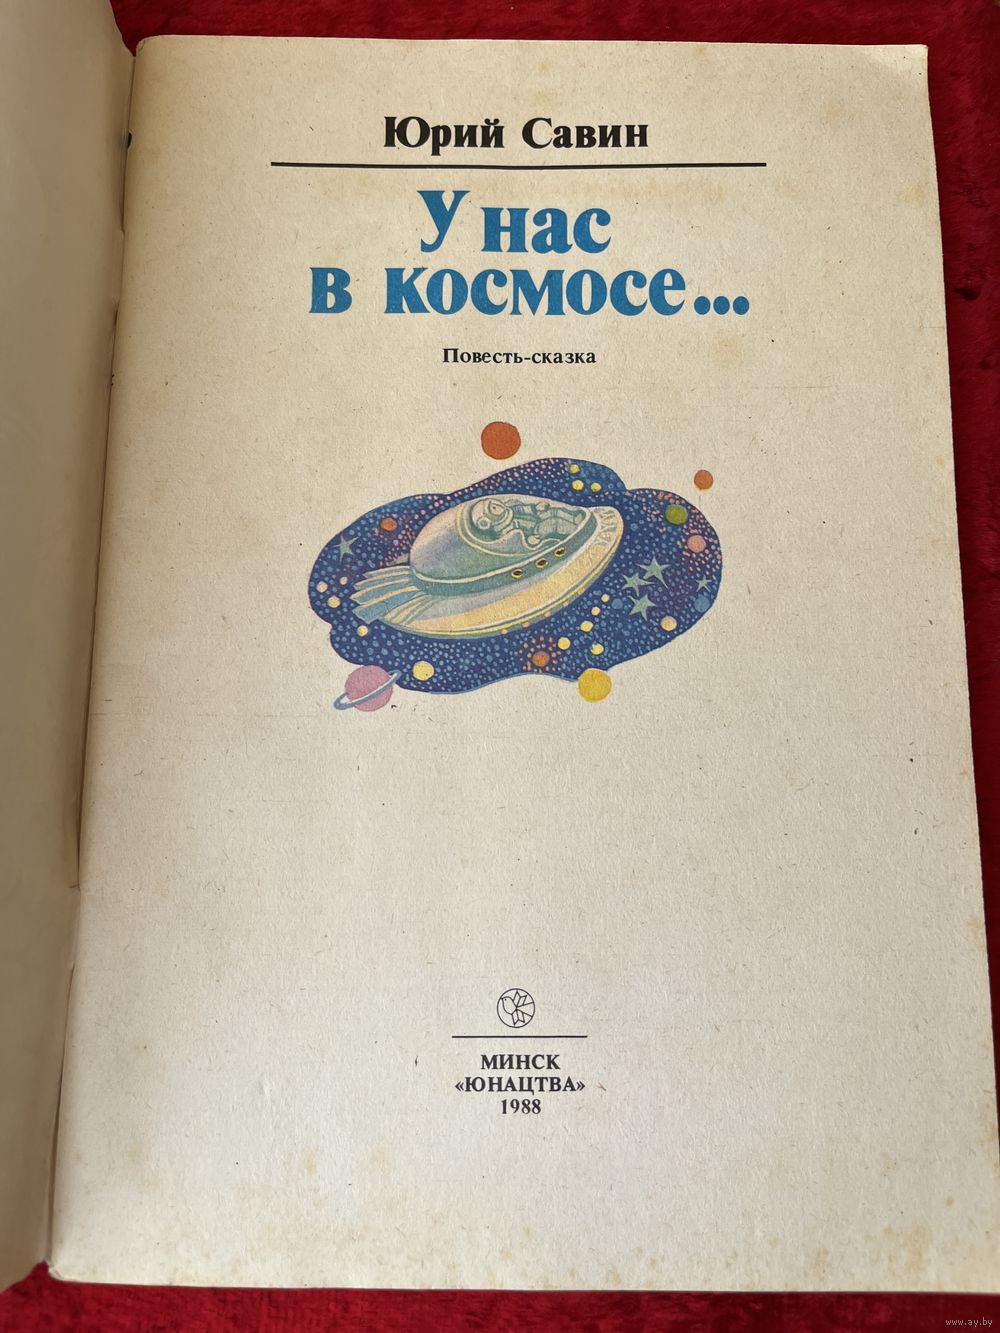 Юрий Савин
У нас
в космосе...
Повесть-сказка
МИНСК
«ЮНАЦТВА»
1988
www.ay.by